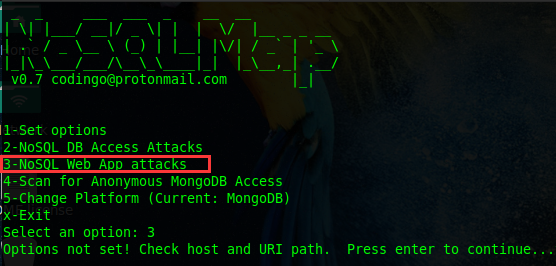 NoSQLMap
v0.7 codingo@protonmail.com
1-Set options
2-NoSQL DB Access Attacks
3-NoSQL Web App attacks
4-Scan for Anonymous MongoDB Access
5-Change Platform (Current: MongoDB)
x-Exit
Select an option: 3
Options not set! Check host and URI path.  Press enter to continue...